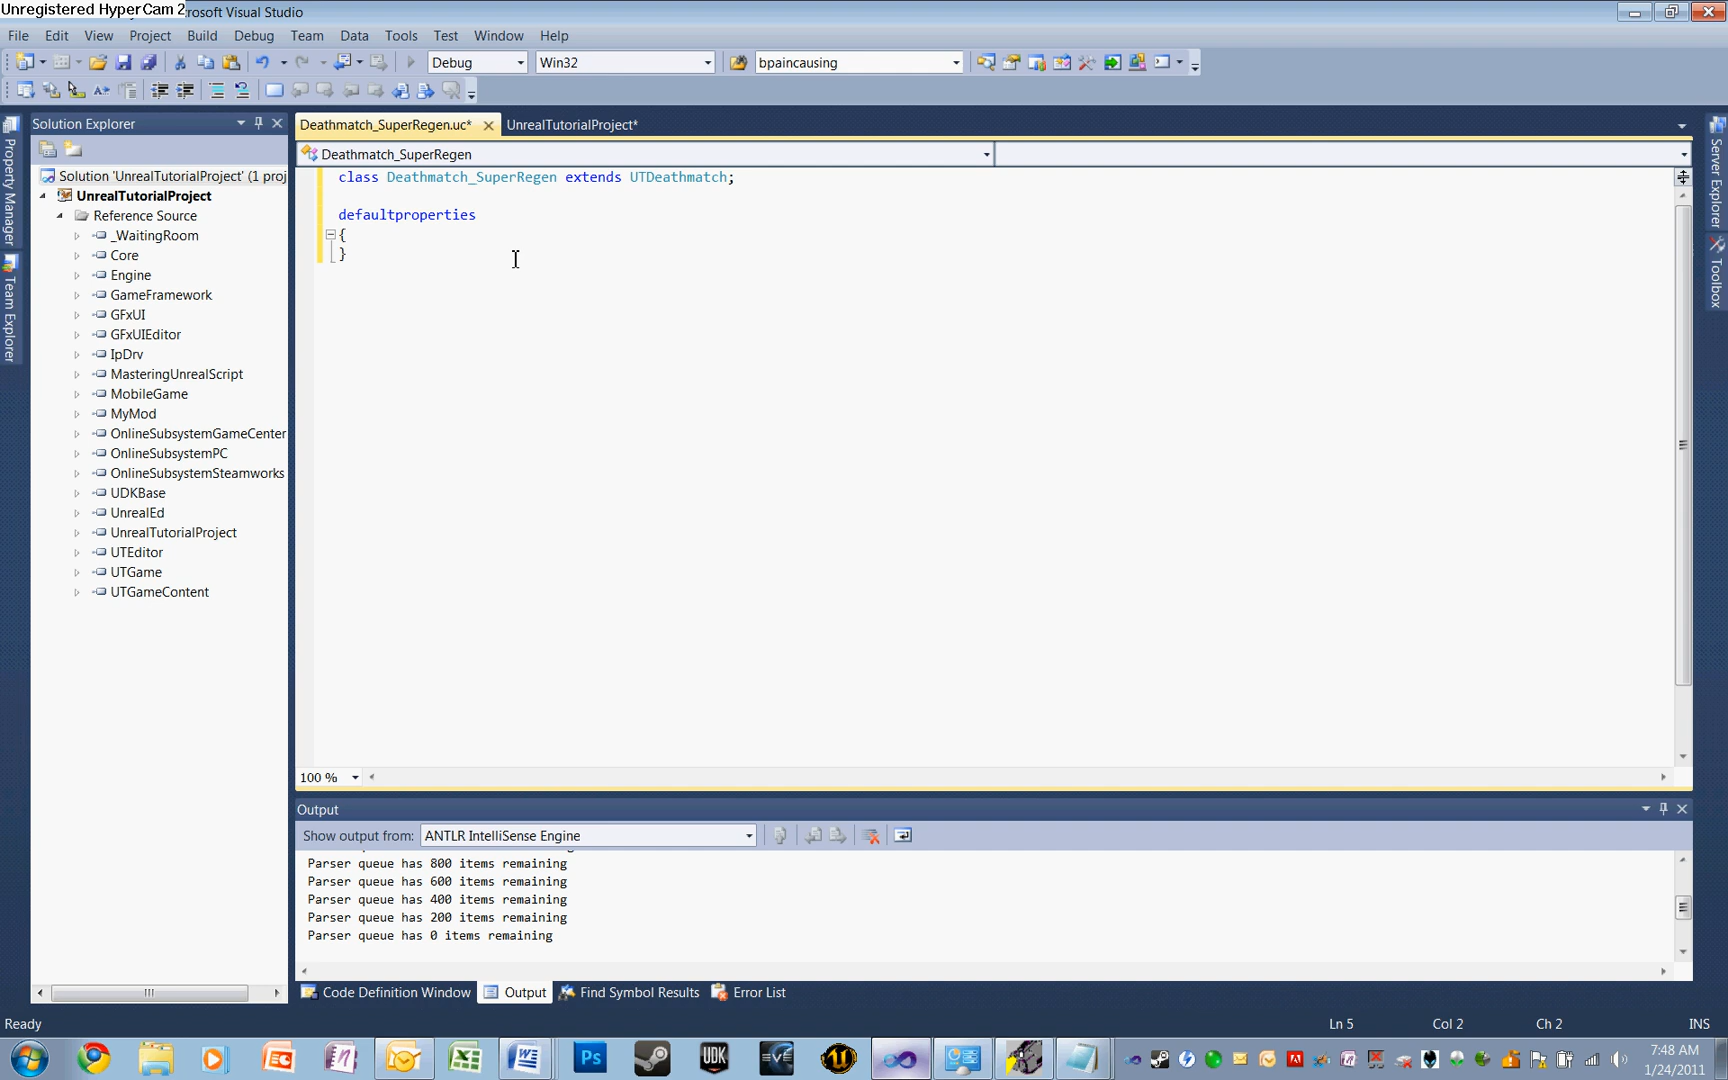 Unregistered HyperCam 2
rosoft Visual Studio
File Edit View Project Build Debug Team Data Tools Test Window Help
Debug Win32 bpaincausing
Property Manager
Team Explorer
Solution Explorer
Solution 'UnrealTutorialProject' (1 proj
UnrealTutorialProject
Reference Source
_WaitingRoom
Core
Engine
GameFramework
GFxUI
GFxUIEditor
IpDrv
MasteringUnrealScript
MobileGame
MyMod
OnlineSubsystemGameCenter
OnlineSubsystemPC
OnlineSubsystemSteamworks
UDKBase
UnrealEd
UnrealTutorialProject
UTEditor
UTGame
UTGameContent
Deathmatch_SuperRegen.uc* UnrealTutorialProject*
Deathmatch_SuperRegen
class Deathmatch_SuperRegen extends UTDeathmatch;
defaultproperties
{
}
100 %
Server Explorer
Toolbox
Output
Show output from: ANTLR IntelliSense Engine
Parser queue has 800 items remaining
Parser queue has 600 items remaining
Parser queue has 400 items remaining
Parser queue has 200 items remaining
Parser queue has 0 items remaining
Code Definition Window Output Find Symbol Results Error List
Ready Ln 5 Col 2 Ch 2 INS
Ps UDK EVE
7:48 AM
1/24/2011